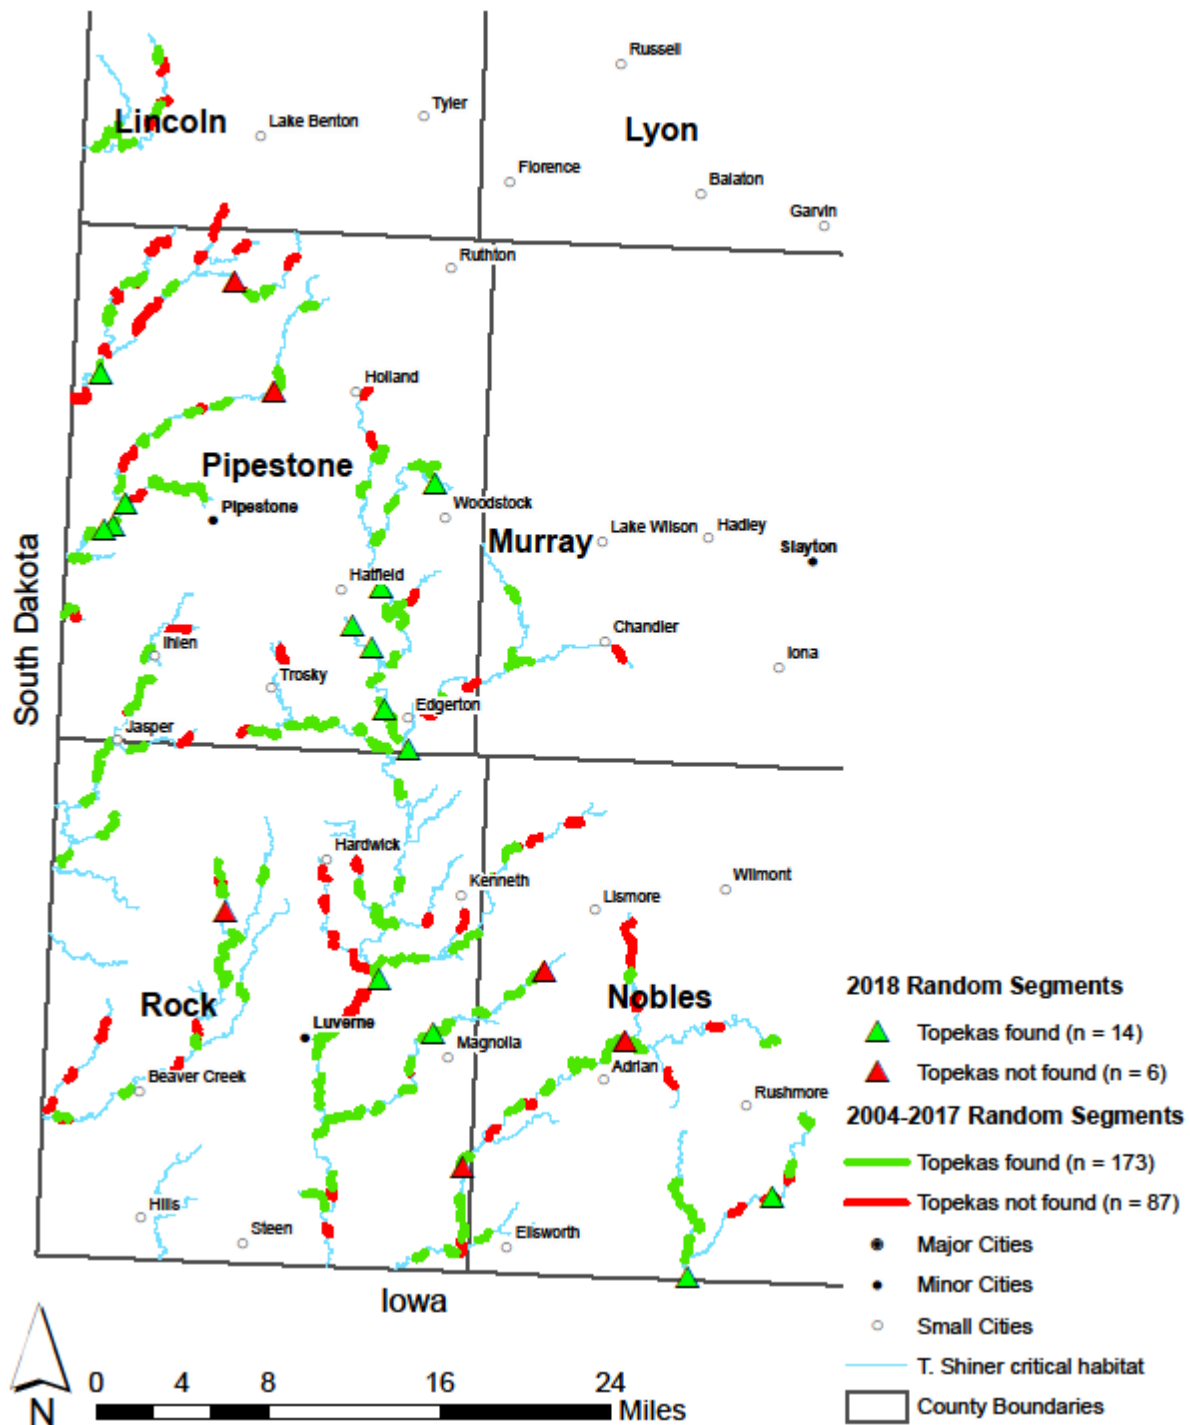 Russell
Tyler
Lincoln
Lake Benton
Lyon
Florence
Balaton
Garvin
Ruthton
Holland
Pipestone
Pipestone
Woodstock
Murray
Lake Wilson
Hadley
Slayton
South Dakota
Hatfield
Chandler
Ihlen
Iona
Trosky
Edgerton
Jasper
Hardwick
Kenneth
Wilmont
Lismore
Rock
Nobles
Luverne
Magnolia
Adrian
Beaver Creek
Rushmore
Hills
Steen
Ellsworth
Iowa
2018 Random Segments
Topekas found (n = 14)
Topekas not found (n = 6)
2004-2017 Random Segments
Topekas found (n = 173)
Topekas not found (n = 87)
Major Cities
Minor Cities
Small Cities
T. Shiner critical habitat
County Boundaries
N
0 4 8 16 24
Miles